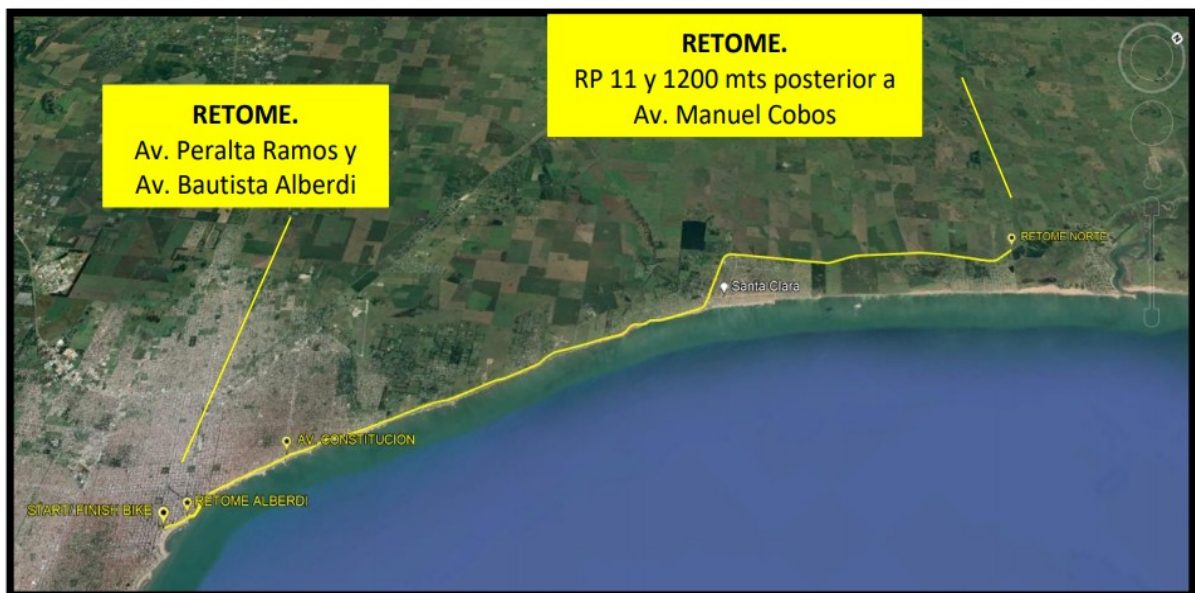 RETOME.
RP 11 y 1200 mts posterior a
Av. Manuel Cobos
RETOME.
Av. Peralta Ramos y
Av. Bautista Alberdi
N
RETOME NORTE
Santa Clara
AV. CONSTITUCIÓN
RETOME ALBERDI
START/ FINISH BIKE